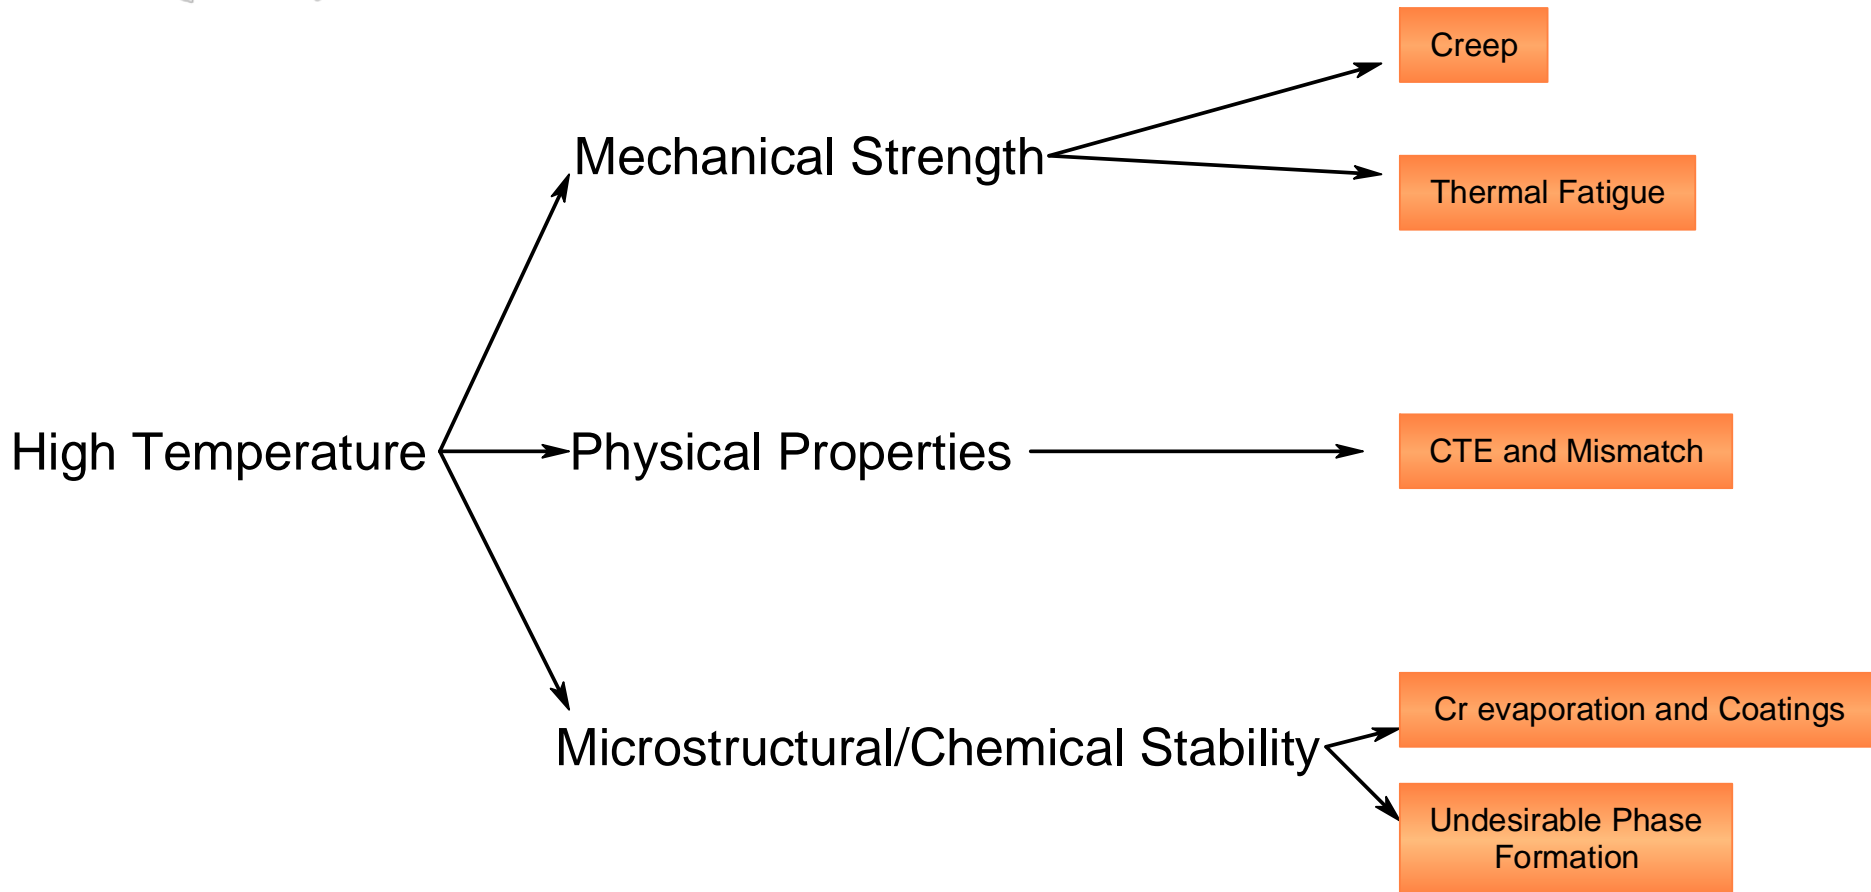 Creep
Mechanical Strength
Thermal Fatigue
High Temperature
Physical Properties
CTE and Mismatch
Cr evaporation and Coatings
Microstructural/Chemical Stability
Undesirable Phase
Formation